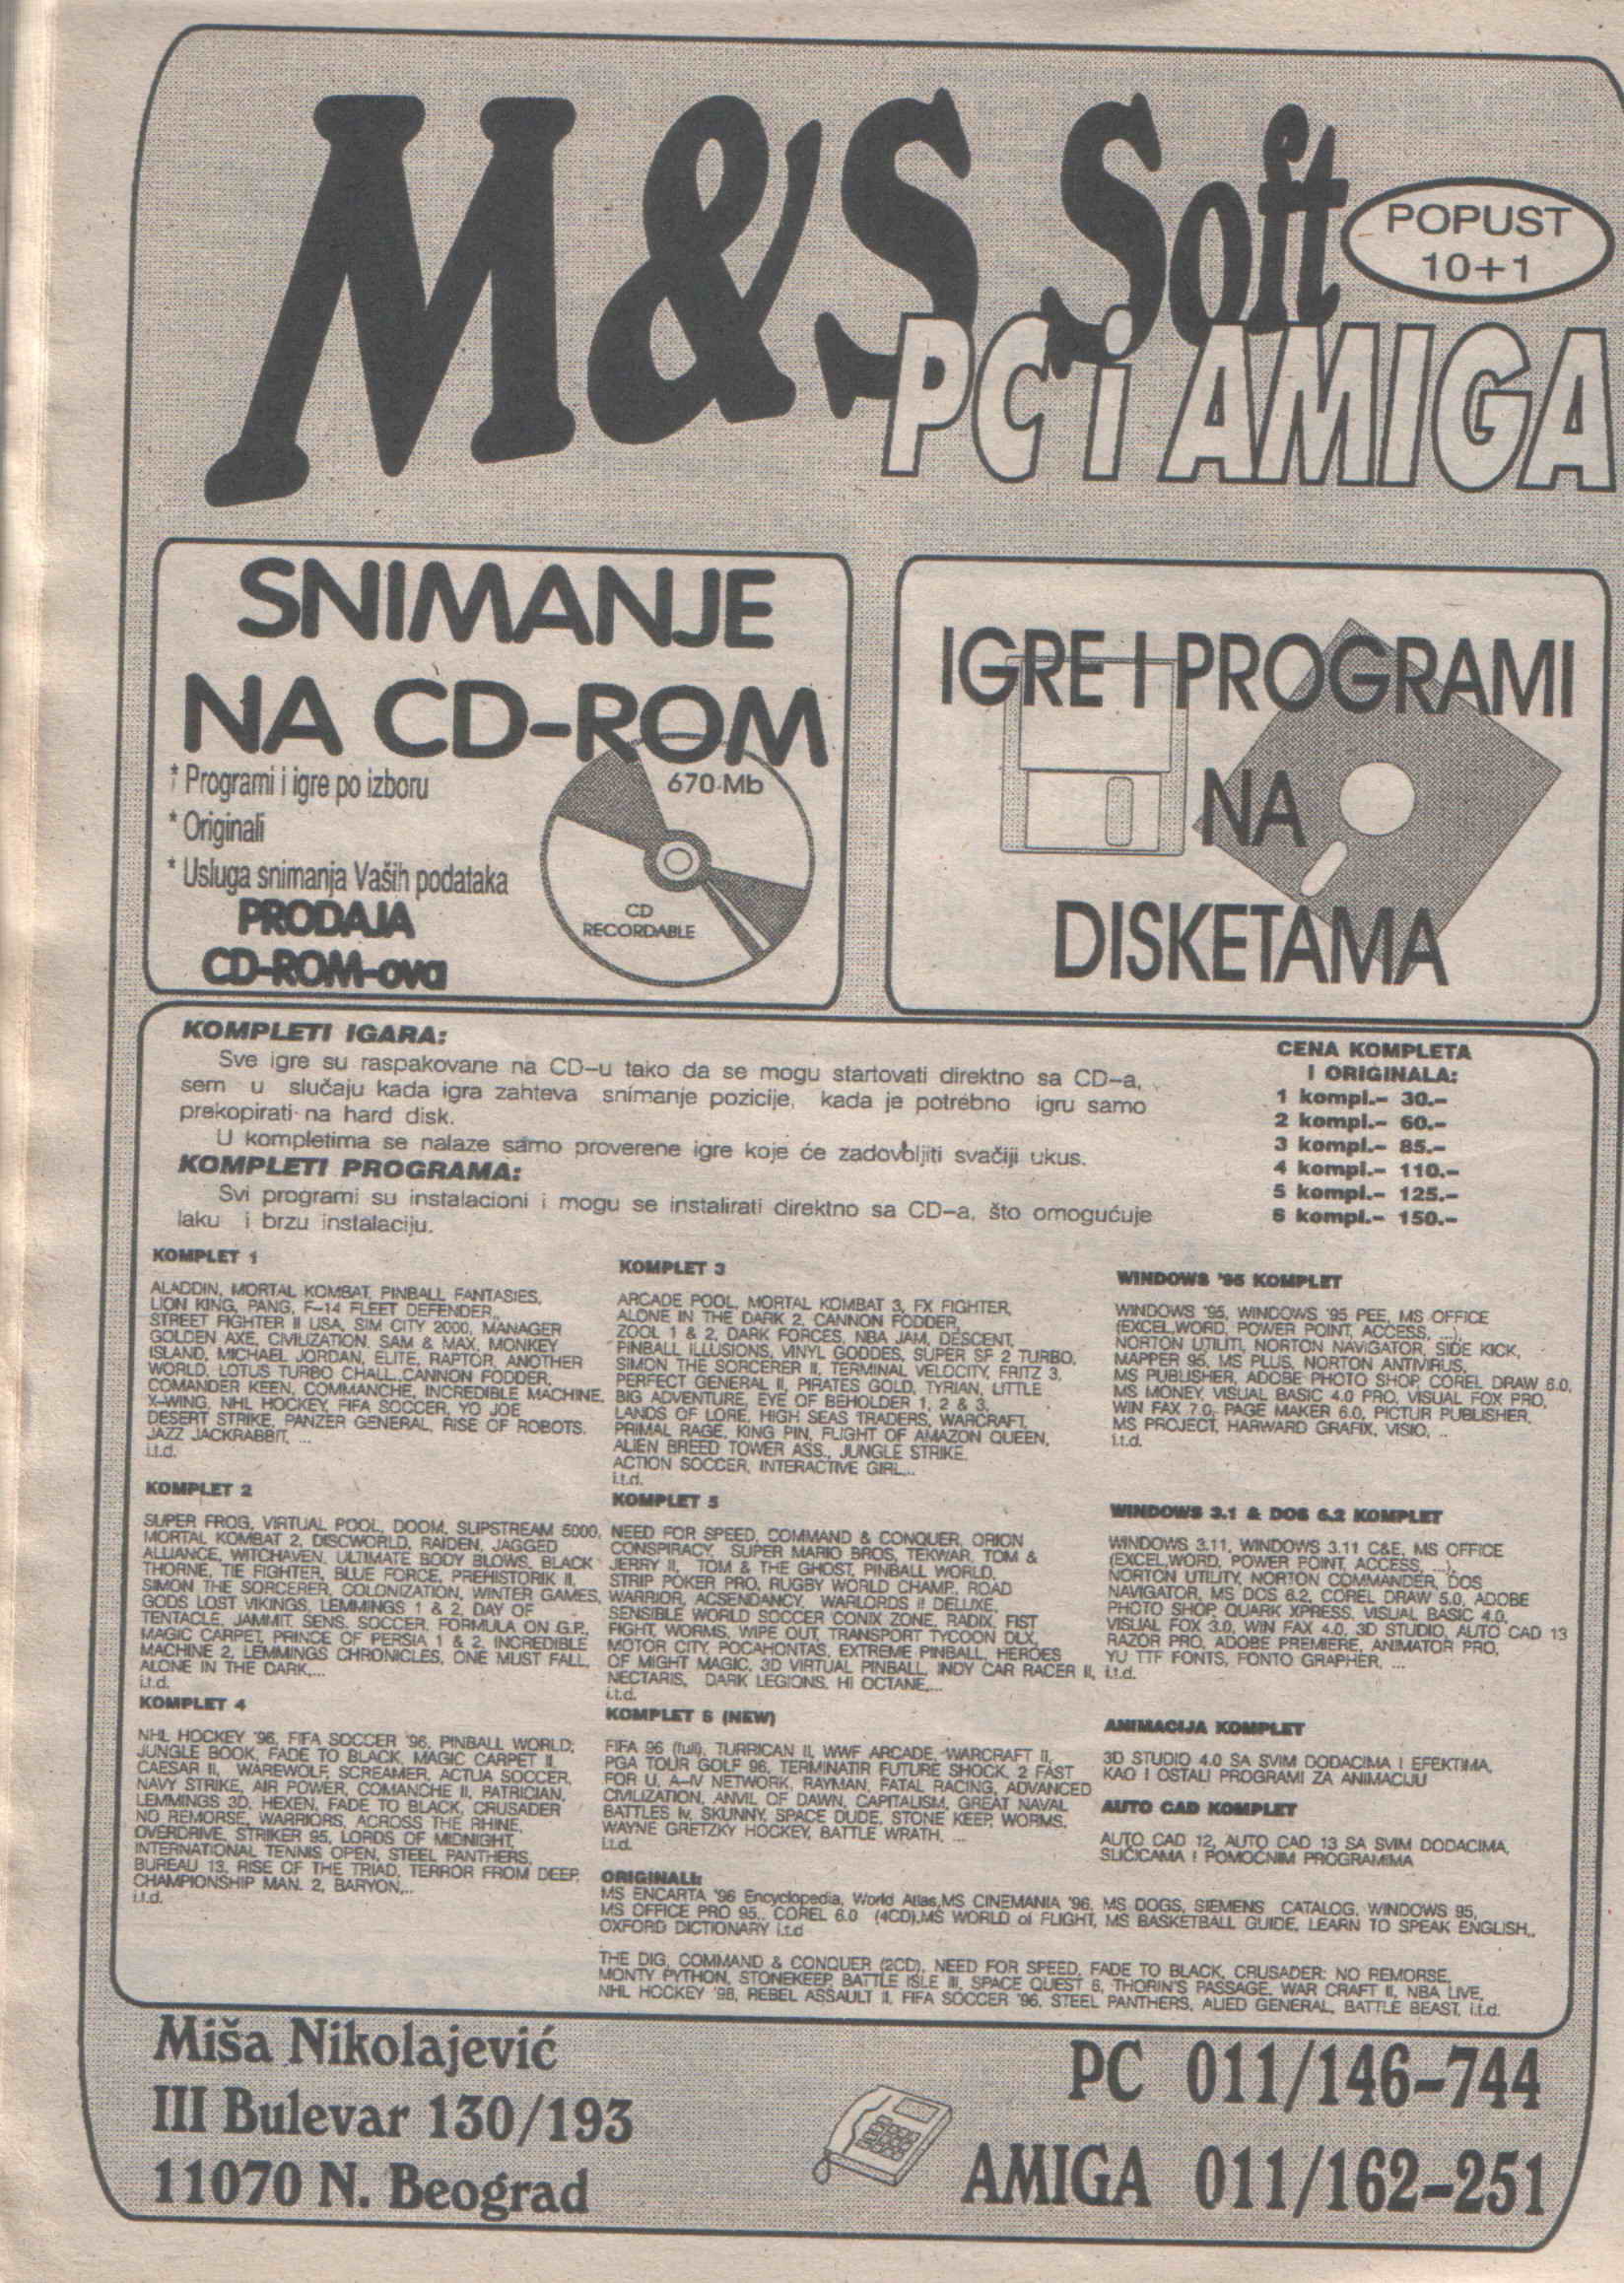 M&S Soft
POPUST
10+1
PC i AMIGA
SNIMANJE
NA CD-ROM
* Programi i igre po izboru
* Originali
* Usluga snimanja Vaših podataka
PRODAJA
CD-ROM-ova
670 Mb
CD
RECORDABLE
IGRE I PROGRAMI
NA
DISKETAMA
KOMPLETI IGARA:
Sve igre su raspakovane na CD-u tako da se mogu startovati direktno sa CD-a,
sem u slučaju kada igra zahteva snimanje pozicije, kada je potrebno igru samo
prekopirati na hard disk.
U kompletima se nalaze samo proverene igre koje će zadovoljiti svačiji ukus.
KOMPLETI PROGRAMA:
Svi programi su instalacioni i mogu se instalirati direktno sa CD-a, što omogućuje
laku i brzu instalaciju.
CENA KOMPLETA
I ORIGINALA:
1 kompl.- 30.-
2 kompl.- 60.-
3 kompl.- 85.-
4 kompl.- 110.-
5 kompl.- 125.-
6 kompl.- 150.-
KOMPLET 1
ALADDIN, MORTAL KOMBAT, PINBALL FANTASIES,
LION KING, PANG, F-14 FLEET DEFENDER,
STREET FIGHTER II USA, SIM CITY 2000, MANAGER
GOLDEN AXE, CIVILIZATION, SAM & MAX, MONKEY
ISLAND, MICHAEL JORDAN, ELITE, RAPTOR, ANOTHER
WORLD, LOTUS TURBO CHALL., CANNON FODDER,
COMANDER KEEN, COMMANCHE, INCREDIBLE MACHINE,
X-WING, NHL HOCKEY, FIFA SOCCER, YO JOE
DESERT STRIKE, PANZER GENERAL, RISE OF ROBOTS.
JAZZ JACKRABBIT, ...
i.t.d.
KOMPLET 2
SUPER FROG, VIRTUAL POOL, DOOM, SLIPSTREAM 5000,
MORTAL KOMBAT 2, DISCWORLD, RAIDEN, JAGGED
ALLIANCE, WITCHAVEN, ULTIMATE BODY BLOWS, BLACK
THORNE, TIE FIGHTER, BLUE FORCE, PREHISTORIK II,
SIMON THE SORCERER, COLONIZATION, WINTER GAMES,
GODS LOST VIKINGS, LEMMINGS 1 & 2, DAY OF
TENTACLE, JAMMIT, SENS. SOCCER, FORMULA ON G.P.,
MAGIC CARPET, PRINCE OF PERSIA 1 & 2, INCREDIBLE
MACHINE 2, LEMMINGS CHRONICLES, ONE MUST FALL,
ALONE IN THE DARK,...
i.t.d.
KOMPLET 4
NHL HOCKEY '96, FIFA SOCCER '96, PINBALL WORLD,
JUNGLE BOOK, FADE TO BLACK, MAGIC CARPET II,
CAESAR II, WAREWOLF, SCREAMER, ACTUA SOCCER,
NAVY STRIKE, AIR POWER, COMANCHE II, PATRICIAN,
LEMMINGS 3D, HEXEN, FADE TO BLACK, CRUSADER
NO REMORSE, WARRIORS, ACROSS THE RHINE,
OVERDRIVE, STRIKER 95, LORDS OF MIDNIGHT,
INTERNATIONAL TENNIS OPEN, STEEL PANTHERS,
BUREAU 13, RISE OF THE TRIAD, TERROR FROM DEEP,
CHAMPIONSHIP MAN. 2, BARYON,...
i.t.d.
KOMPLET 3
ARCADE POOL, MORTAL KOMBAT 3, FX FIGHTER,
ALONE IN THE DARK 2, CANNON FODDER,
ZOOL 1 & 2, DARK FORCES, NBA JAM, DESCENT,
PINBALL ILLUSIONS, VINYL GODDES, SUPER SF 2 TURBO,
SIMON THE SORCERER II, TERMINAL VELOCITY, FRITZ 3,
PERFECT GENERAL II, PIRATES GOLD, TYRIAN, LITTLE
BIG ADVENTURE, EYE OF BEHOLDER 1, 2 & 3,
LANDS OF LORE, HIGH SEAS TRADERS, WARCRAFT,
PRIMAL RAGE, KING PIN, FLIGHT OF AMAZON QUEEN,
ALIEN BREED TOWER ASS., JUNGLE STRIKE,
ACTION SOCCER, INTERACTIVE GIRL,..
i.t.d.
KOMPLET 5
NEED FOR SPEED, COMMAND & CONQUER, ORION
CONSPIRACY, SUPER MARIO BROS, TEKWAR, TOM &
JERRY II, TOM & THE GHOST, PINBALL WORLD,
STRIP POKER PRO, RUGBY WORLD CHAMP., ROAD
WARRIOR, ACSENDANCY, WARLORDS II DELUXE,
SENSIBLE WORLD SOCCER CONIX ZONE, RADIX, FIST
FIGHT, WORMS, WIPE OUT, TRANSPORT TYCOON DLX,
MOTOR CITY, POCAHONTAS, EXTREME PINBALL, HEROES
OF MIGHT MAGIC, 3D VIRTUAL PINBALL, INDY CAR RACER II,
NECTARIS, DARK LEGIONS, HI OCTANE,...
i.t.d.
KOMPLET 6 (NEW)
FIFA 96 (full), TURRICAN II, WWF ARCADE, WARCRAFT II,
PGA TOUR GOLF 96, TERMINATIR FUTURE SHOCK, 2 FAST
FOR U, A-IV NETWORK, RAYMAN, FATAL RACING, ADVANCED
CIVILIZATION, ANVIL OF DAWN, CAPITALISM, GREAT NAVAL
BATTLES IV, SKUNNY, SPACE DUDE, STONE KEEP, WORMS,
WAYNE GRETZKY HOCKEY, BATTLE WRATH, ...
i.t.d.
ORIGINALI:
MS ENCARTA '96 Encyclopedia, World Atlas,MS CINEMANIA '96, MS DOGS, SIEMENS CATALOG, WINDOWS 95,
MS OFFICE PRO 95,. COREL 6.0 (4CD),MS WORLD of FLIGHT, MS BASKETBALL GUIDE, LEARN TO SPEAK ENGLISH,.
OXFORD DICTIONARY i.t.d
THE DIG, COMMAND & CONQUER (2CD), NEED FOR SPEED, FADE TO BLACK, CRUSADER: NO REMORSE,
MONTY PYTHON, STONEKEEP, BATTLE ISLE III, SPACE QUEST 6, THORIN'S PASSAGE, WAR CRAFT II, NBA LIVE,
NHL HOCKEY '96, REBEL ASSAULT II, FIFA SOCCER '96, STEEL PANTHERS, ALIED GENERAL, BATTLE BEAST, i.t.d.
WINDOWS '95 KOMPLET
WINDOWS '95, WINDOWS '95 PEE, MS OFFICE
(EXCEL,WORD, POWER POINT, ACCESS, ...),
NORTON UTILITI, NORTON NAVIGATOR, SIDE KICK,
MAPPER 95, MS PLUS, NORTON ANTIVIRUS,
MS PUBLISHER, ADOBE PHOTO SHOP, COREL DRAW 6.0,
MS MONEY, VISUAL BASIC 4.0 PRO, VISUAL FOX PRO,
WIN FAX 7.0, PAGE MAKER 6.0, PICTUR PUBLISHER,
MS PROJECT, HARWARD GRAFIX, VISIO, ..
i.t.d.
WINDOWS 3.1 & DOS 6.2 KOMPLET
WINDOWS 3.11, WINDOWS 3.11 C&E, MS OFFICE
(EXCEL,WORD, POWER POINT, ACCESS, ...),
NORTON UTILITY, NORTON COMMANDER, DOS
NAVIGATOR, MS DOS 6.2, COREL DRAW 5.0, ADOBE
PHOTO SHOP, QUARK XPRESS, VISUAL BASIC 4.0,
VISUAL FOX 3.0, WIN FAX 4.0, 3D STUDIO, AUTO CAD 13
RAZOR PRO, ADOBE PREMIERE, ANIMATOR PRO,
YU TTF FONTS, FONTO GRAPHER, ...
i.t.d.
ANIMACIJA KOMPLET
3D STUDIO 4.0 SA SVIM DODACIMA I EFEKTIMA,
KAO I OSTALI PROGRAMI ZA ANIMACIJU
AUTO CAD KOMPLET
AUTO CAD 12, AUTO CAD 13 SA SVIM DODACIMA,
SLIČICAMA I POMOĆNIM PROGRAMIMA
Miša Nikolajević
III Bulevar 130/193
11070 N. Beograd
PC 011/146-744
AMIGA 011/162-251